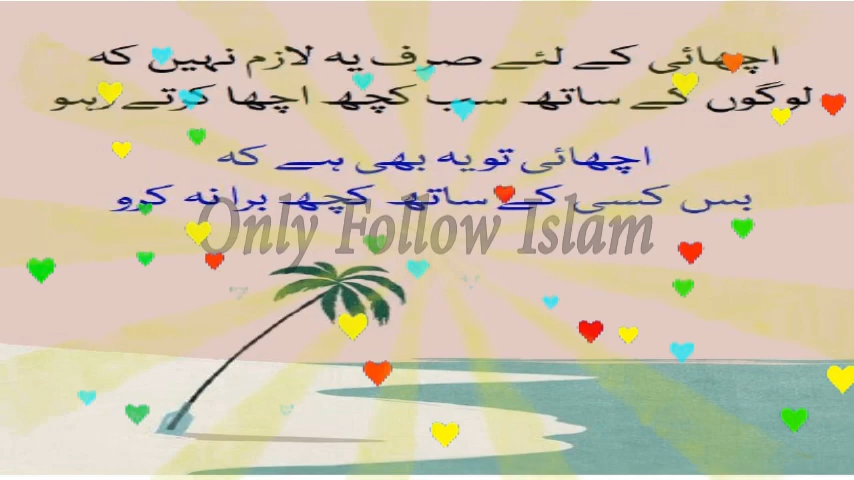 اچھائی کے لئے صرف یہ لازم نہیں کہ
لوگوں کے ساتھ سب کچھ اچھا کرتے رہو
اچھائی تو یہ بھی ہے کہ
بس کسی کے ساتھ کچھ برا نہ کرو
Only Follow Islam